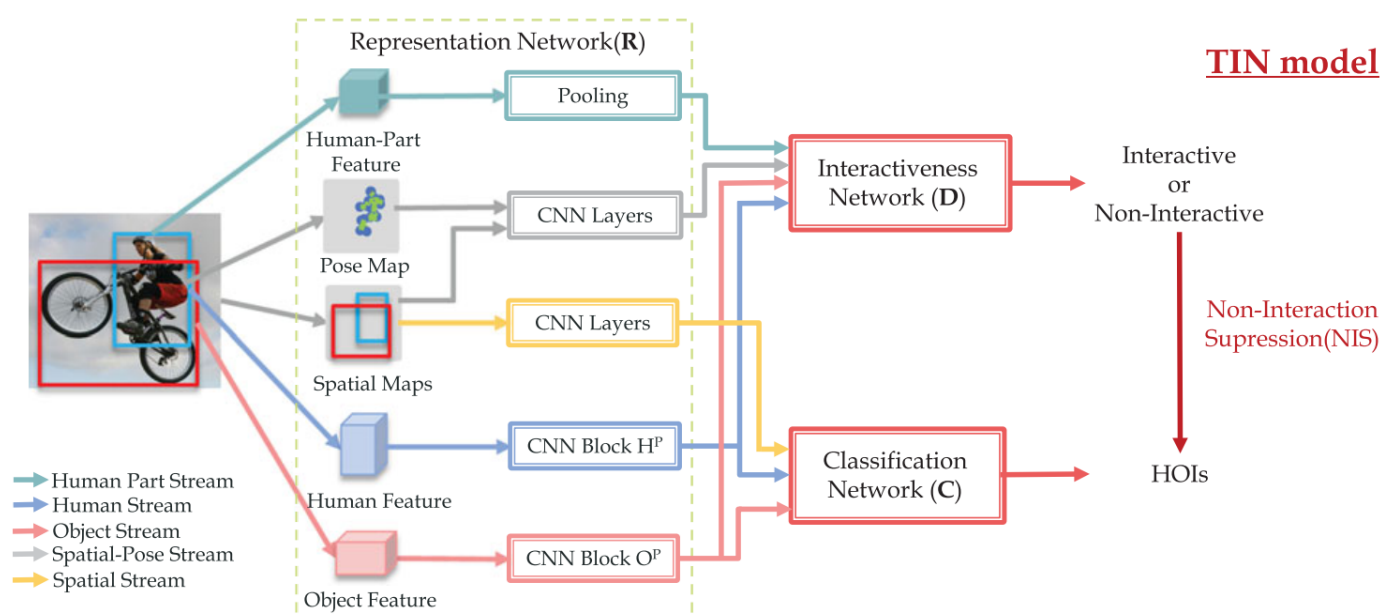 Representation Network(R)
TIN model
Pooling
Human-Part
Feature
Interactiveness
Network (D)
Interactive
or
Non-Interactive
CNN Layers
Pose Map
CNN Layers
Non-Interaction
Supression(NIS)
Spatial Maps
CNN Block Hᴾ
Classification
Network (C)
HOIs
Human Part Stream
Human Feature
Human Stream
Object Stream
Spatial-Pose Stream
CNN Block Oᴾ
Spatial Stream
Object Feature